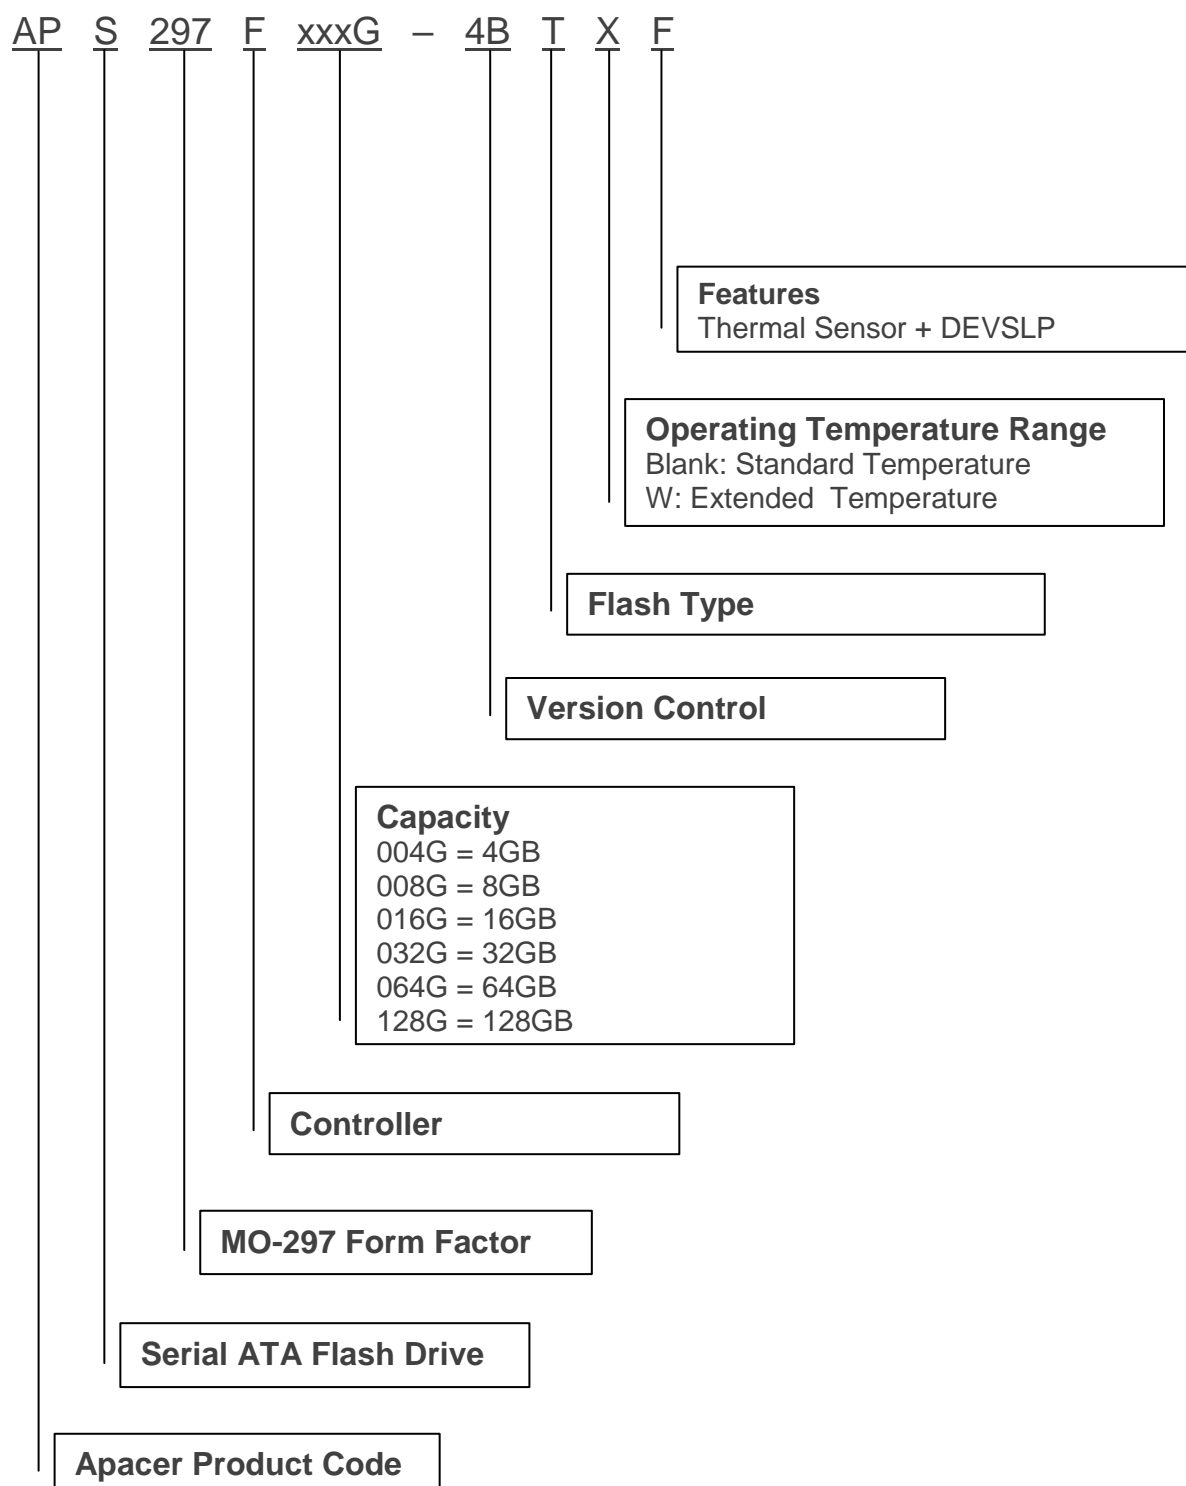 AP S 297 F xxxG – 4B T X F
Features
Thermal Sensor + DEVSLP
Operating Temperature Range
Blank: Standard Temperature
W: Extended Temperature
Flash Type
Version Control
Capacity
004G = 4GB
008G = 8GB
016G = 16GB
032G = 32GB
064G = 64GB
128G = 128GB
Controller
MO-297 Form Factor
Serial ATA Flash Drive
Apacer Product Code